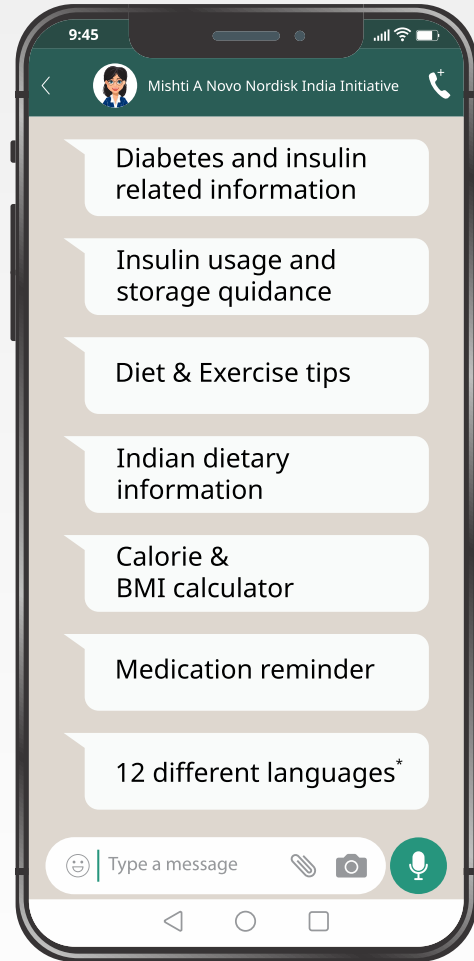 9:45
Mishti A Novo Nordisk India Initiative
Diabetes and insulin
related information
Insulin usage and
storage quidance
Diet & Exercise tips
Indian dietary
information
Calorie &
BMI calculator
Medication reminder
12 different languages*
Type a message